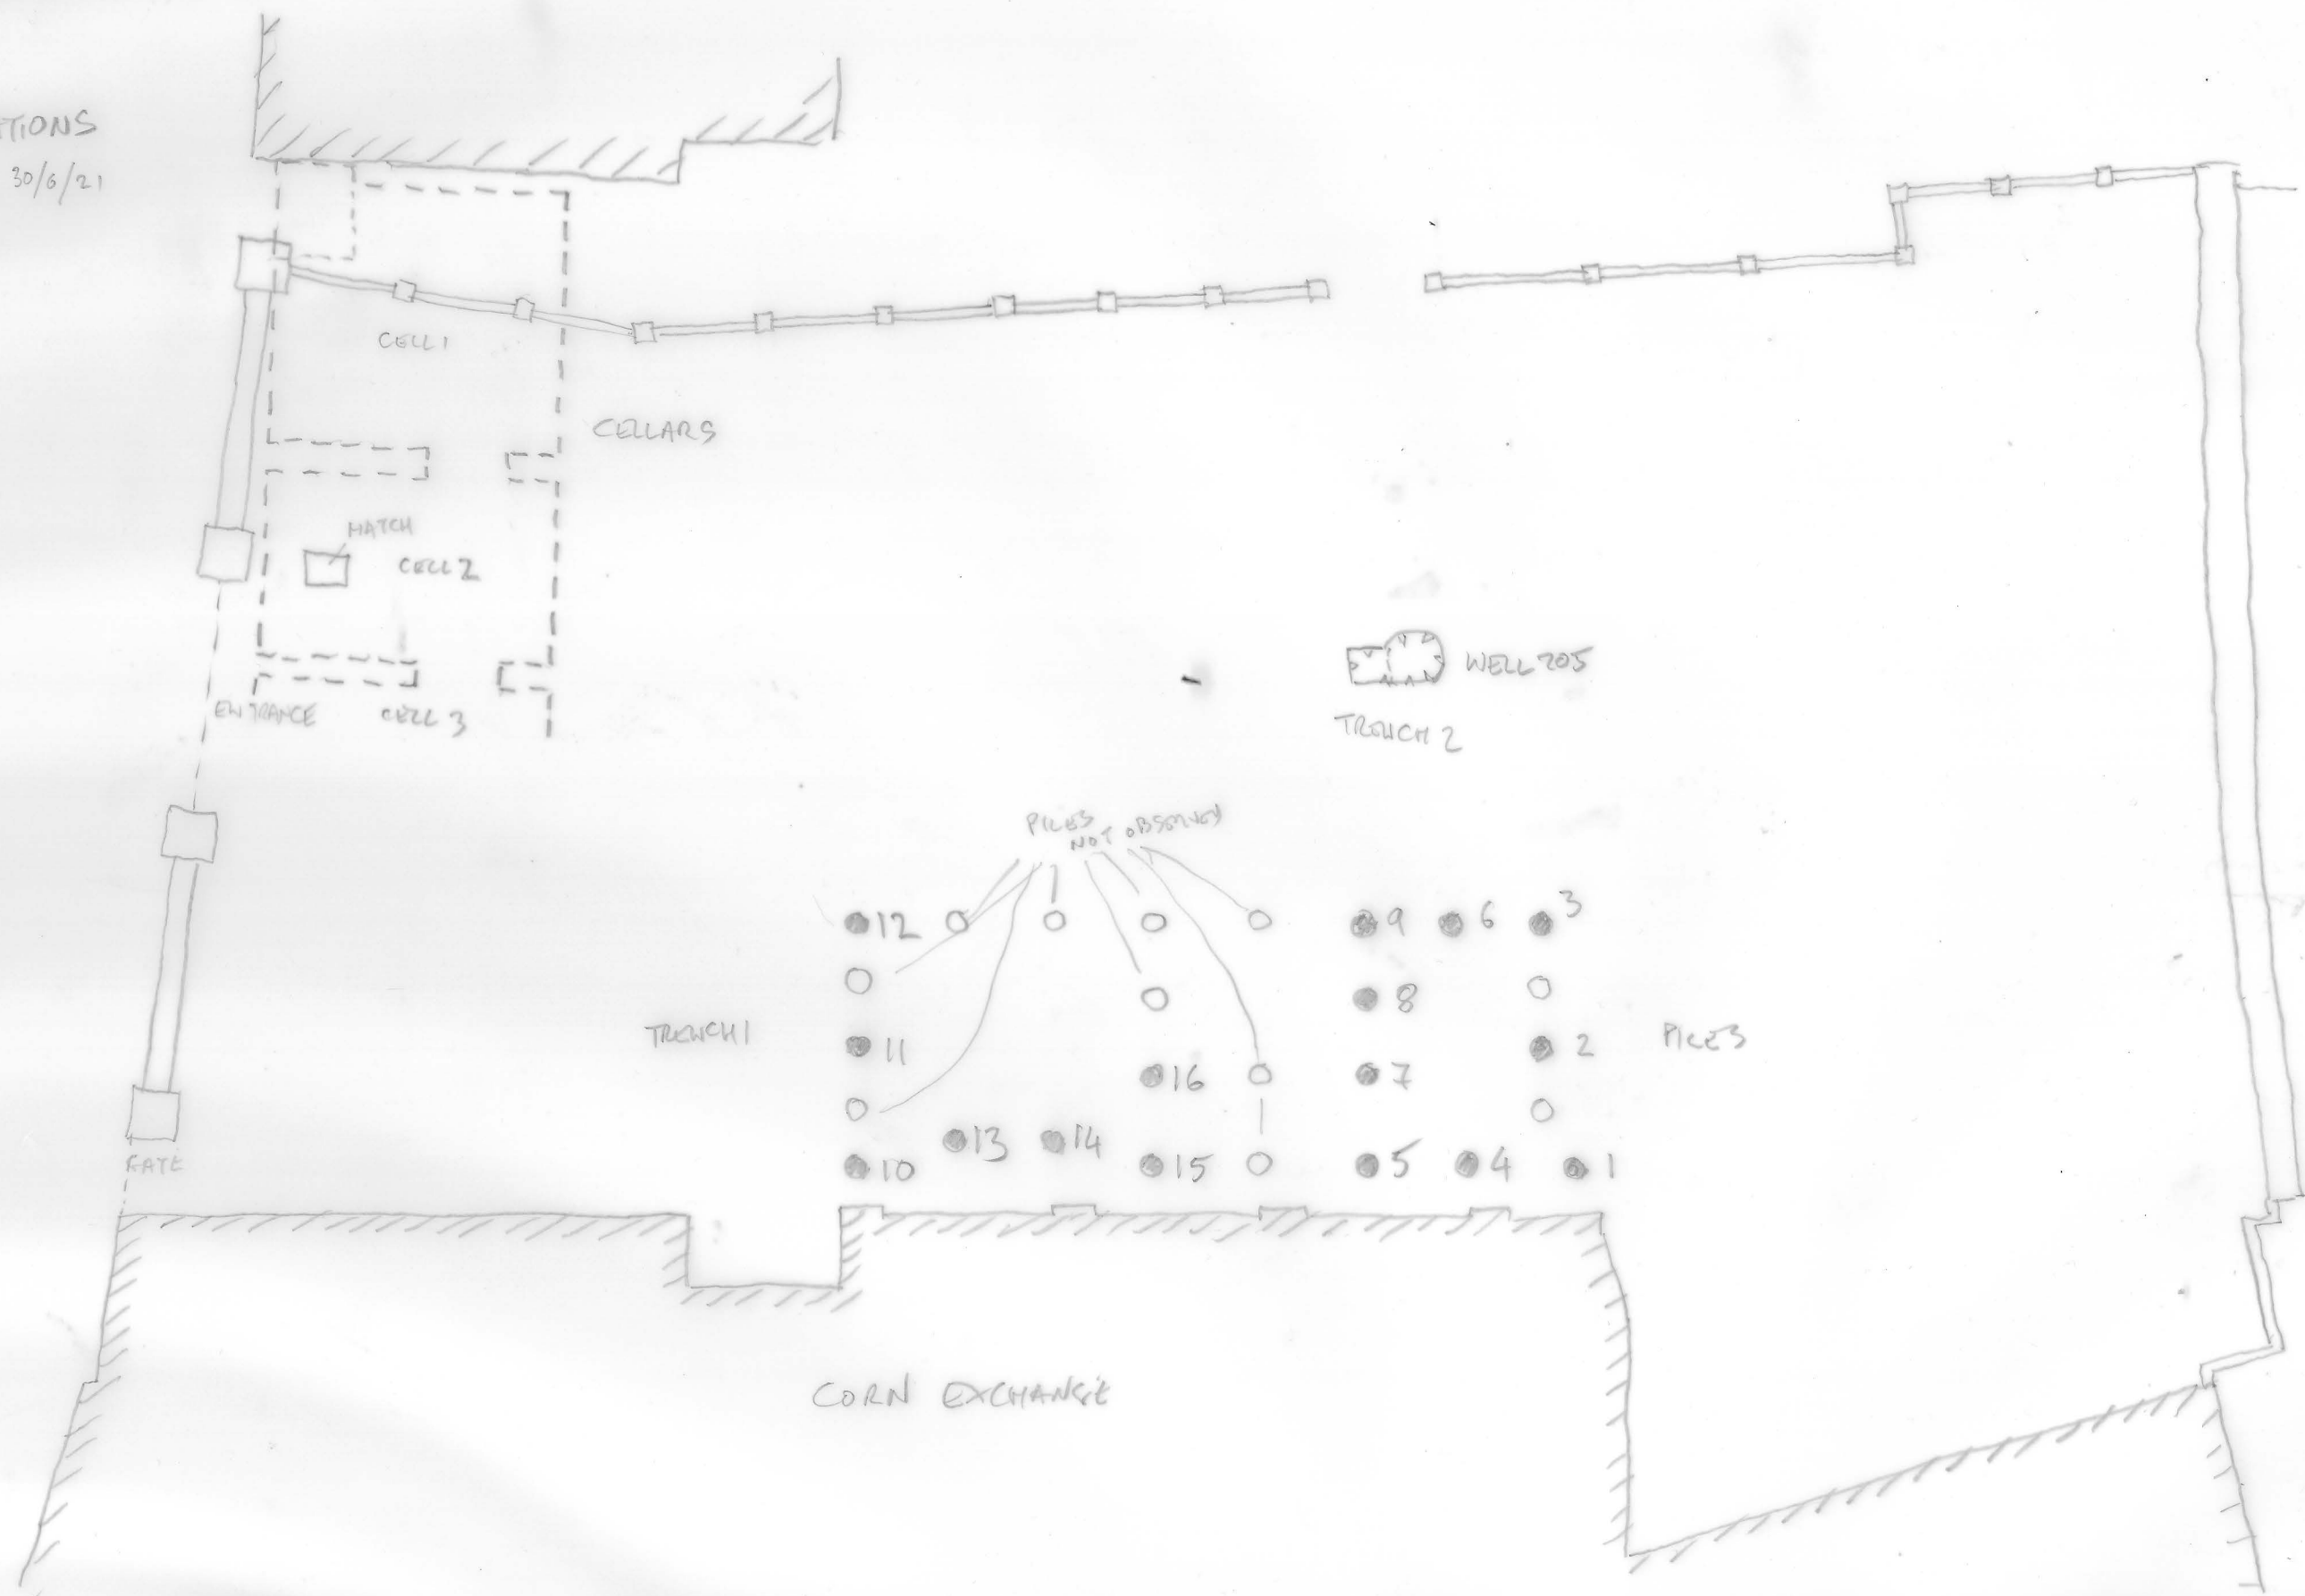 TIONS
30/6/21
CELL 1
CELLARS
HATCH
CELL 2
ENTRANCE
CELL 3
WELL 205
TRENCH 2
PILES
NOT OBSERVED
12
9
6
3
8
TRENCH 1
11
2
PILES
16
7
13
14
10
15
5
4
1
GATE
CORN EXCHANGE